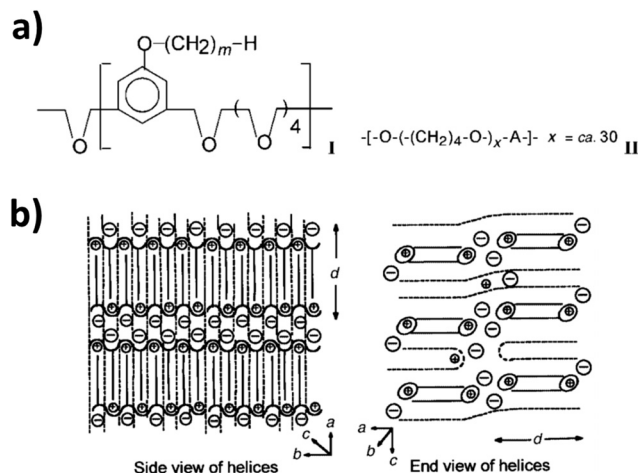 a)
O-(CH2)m-H
O
O
O
4
I
-[-O-(-(CH2)4-O-)x-A-]- x = ca. 30 II
b)
d
a
b
c
Side view of helices
a
b
c
d
End view of helices